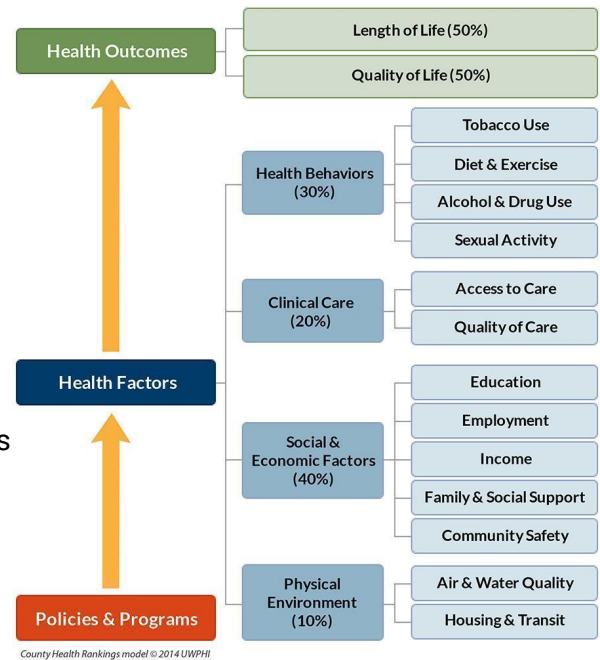 Health Outcomes
Length of Life (50%)
Quality of Life (50%)
Health Factors
Health Behaviors
(30%)
Tobacco Use
Diet & Exercise
Alcohol & Drug Use
Sexual Activity
Clinical Care
(20%)
Access to Care
Quality of Care
Social &
Economic Factors
(40%)
Education
Employment
Income
Family & Social Support
Community Safety
Physical
Environment
(10%)
Air & Water Quality
Housing & Transit
s
Policies & Programs
County Health Rankings model © 2014 UWPHI